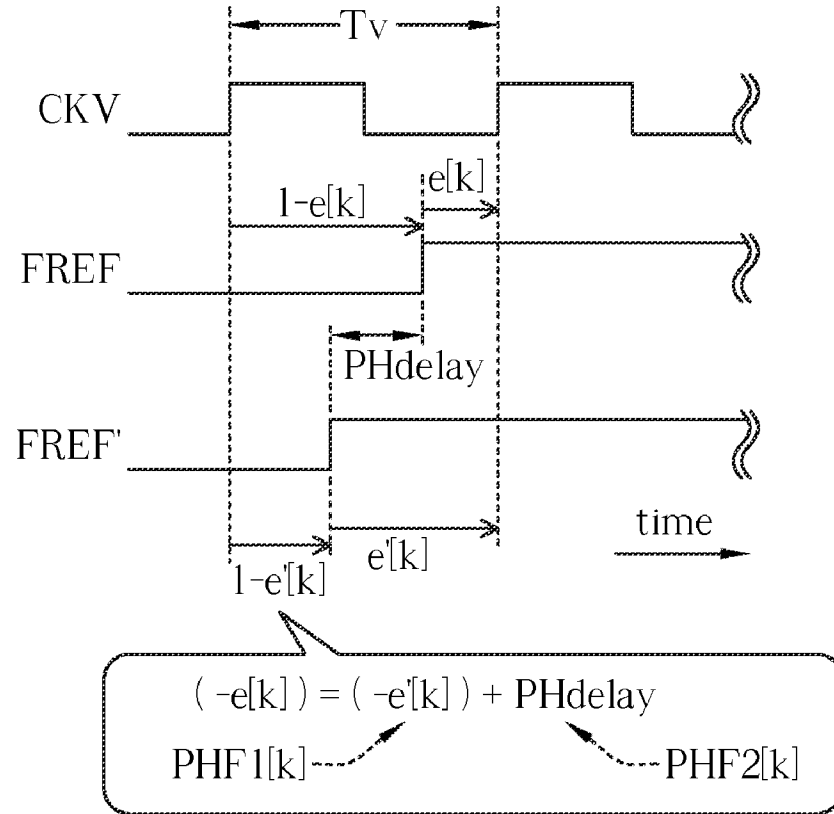 Tv
CKV
e[k]
1-e[k]
FREF
PHdelay
FREF'
time
e'[k]
1-e'[k]
(-e[k]) = (-e'[k]) + PHdelay
PHF1[k] PHF2[k]